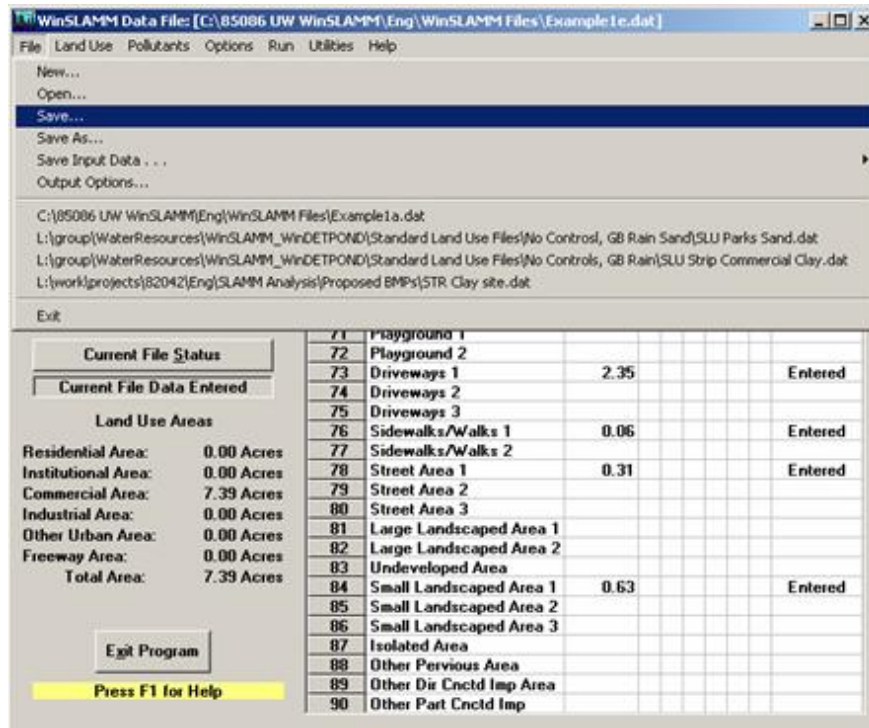 WinSLAMM Data File: [C:\85086 UW WinSLAMM\Eng\WinSLAMM Files\Example1e.dat]
File Land Use Pollutants Options Run Utilities Help
New...
Open...
Save...
Save As...
Save Input Data . . .
Output Options...
C:\85086 UW WinSLAMM\Eng\WinSLAMM Files\Example1a.dat
L:\group\WaterResources\WinSLAMM_WinDETPOND\Standard Land Use Files\No Controsl, GB Rain Sand\SLU Parks Sand.dat
L:\group\WaterResources\WinSLAMM_WinDETPOND\Standard Land Use Files\No Controls, GB Rain\SLU Strip Commercial Clay.dat
L:\work\projects\82042\Eng\SLAMM Analysis\Proposed BMPs\STR Clay site.dat
Exit
Current File Status
Current File Data Entered
Land Use Areas
Residential Area: 0.00 Acres
Institutional Area: 0.00 Acres
Commercial Area: 7.39 Acres
Industrial Area: 0.00 Acres
Other Urban Area: 0.00 Acres
Freeway Area: 0.00 Acres
Total Area: 7.39 Acres
Exit Program
Press F1 for Help
71 Playground 1
72 Playground 2
73 Driveways 1 2.35 Entered
74 Driveways 2
75 Driveways 3
76 Sidewalks/Walks 1 0.06 Entered
77 Sidewalks/Walks 2
78 Street Area 1 0.31 Entered
79 Street Area 2
80 Street Area 3
81 Large Landscaped Area 1
82 Large Landscaped Area 2
83 Undeveloped Area
84 Small Landscaped Area 1 0.63 Entered
85 Small Landscaped Area 2
86 Small Landscaped Area 3
87 Isolated Area
88 Other Pervious Area
89 Other Dir Cnctd Imp Area
90 Other Part Cnctd Imp